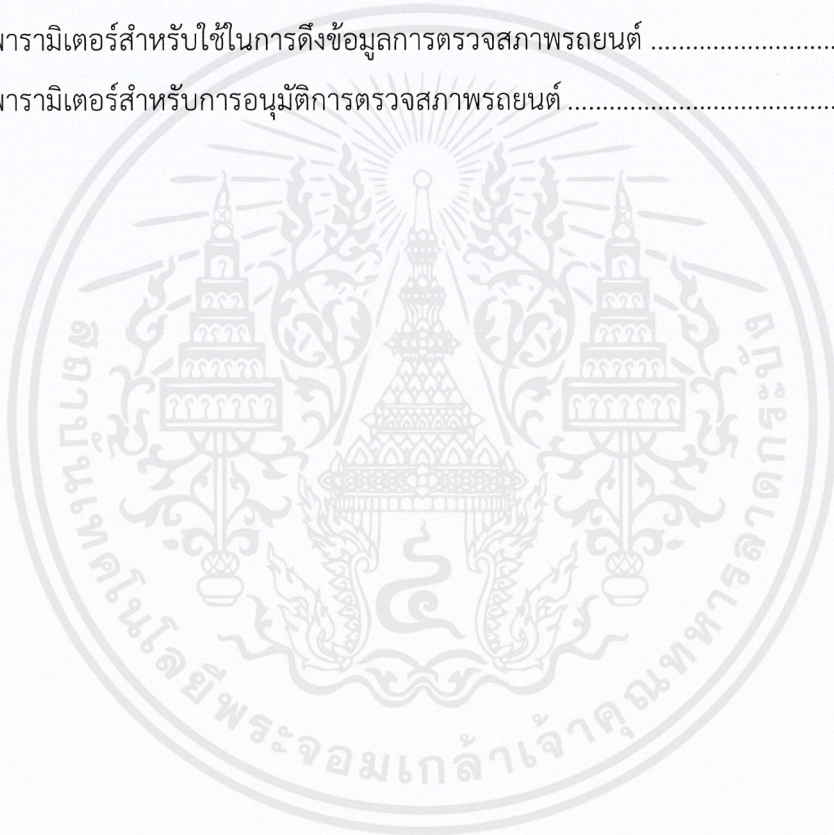 พารามิเตอร์สำหรับใช้ในการดึงข้อมูลการตรวจสภาพรถยนต์ ............................
พารามิเตอร์สำหรับการอนุมัติการตรวจสภาพรถยนต์ .........................................
สถาบันเทคโนโลยีพระจอมเกล้าเจ้าคุณทหารลาดกระบัง
๔